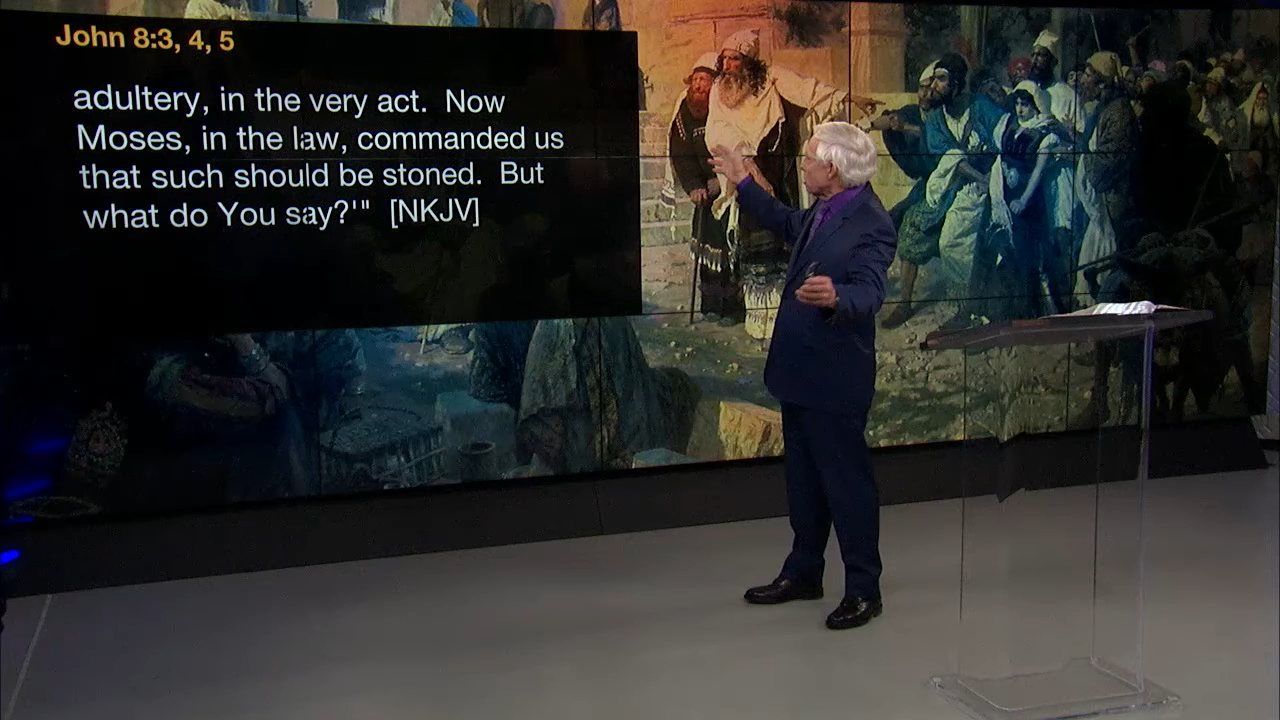 John 8:3, 4, 5
adultery, in the very act.  Now
Moses, in the law, commanded us
that such should be stoned.  But
what do You say?'"  [NKJV]